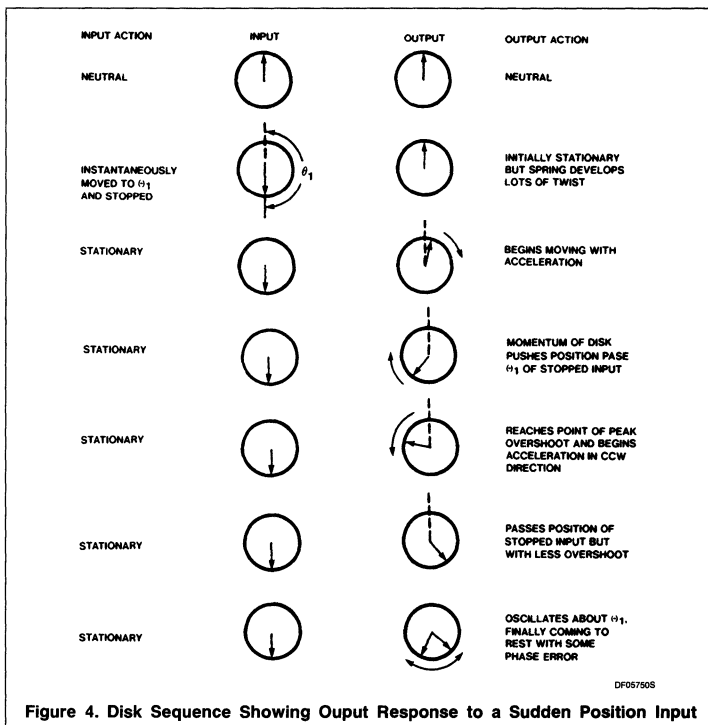 INPUT ACTION INPUT OUTPUT OUTPUT ACTION
NEUTRAL NEUTRAL
INSTANTANEOUSLY
MOVED TO Θ1
AND STOPPED
θ1
INITIALLY STATIONARY
BUT SPRING DEVELOPS
LOTS OF TWIST
STATIONARY
BEGINS MOVING WITH
ACCELERATION
STATIONARY
MOMENTUM OF DISK
PUSHES POSITION PASE
Θ1 OF STOPPED INPUT
STATIONARY
REACHES POINT OF PEAK
OVERSHOOT AND BEGINS
ACCELERATION IN CCW
DIRECTION
STATIONARY
PASSES POSITION OF
STOPPED INPUT BUT
WITH LESS OVERSHOOT
STATIONARY
OSCILLATES ABOUT Θ1.
FINALLY COMING TO
REST WITH SOME
PHASE ERROR
DF05750S
Figure 4. Disk Sequence Showing Ouput Response to a Sudden Position Input